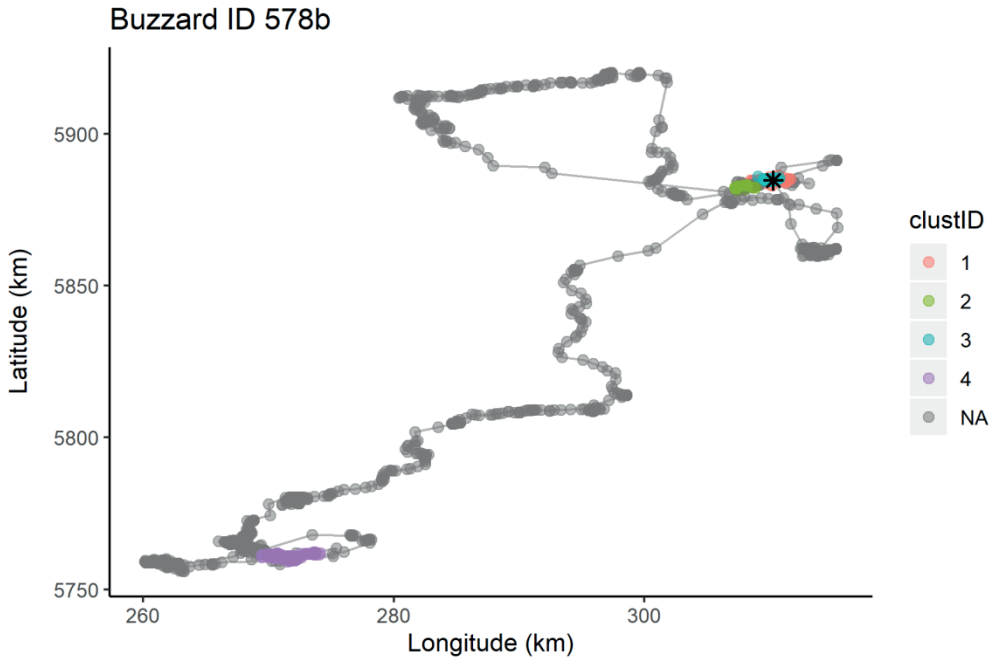 Buzzard ID 578b
5900
5850
5800
5750
260
280
300
Latitude (km)
Longitude (km)
clustID
1
2
3
4
NA